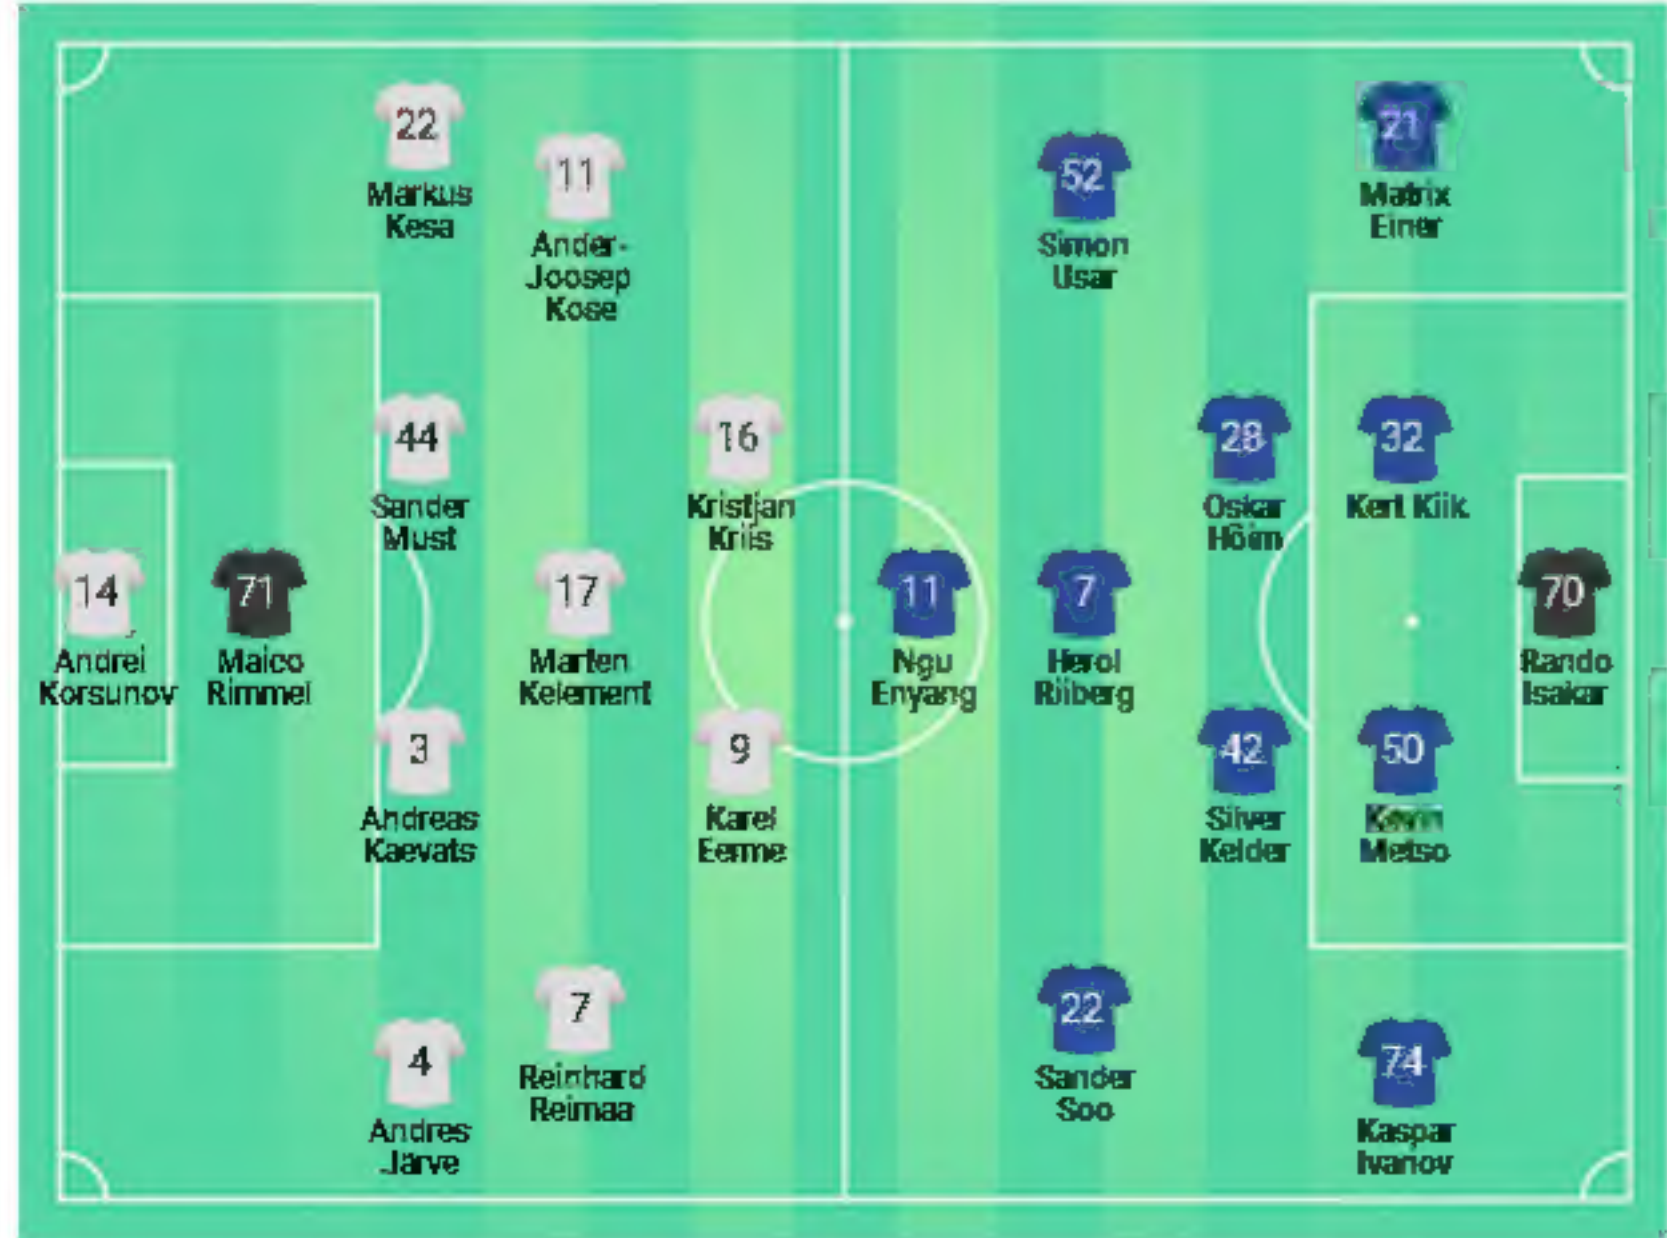 22
Markus
Kesa
11
Ander-
Joosep
Kose
44
Sander
Must
16
Kristjan
Kriis
14
Andrei
Korsunov
71
Maico
Rimmel
17
Marten
Kelement
3
Andreas
Kaevats
9
Karel
Eerme
4
Andres
Järve
7
Reinhard
Reimaa
52
Simon
Usar
21
Matrix
Einer
28
Oskar
Hõim
32
Kert Kiik
11
Ngu
Enyang
7
Herol
Riiberg
70
Rando
Isakar
42
Silver
Kelder
50
Kevin
Metso
22
Sander
Soo
74
Kaspar
Ivanov